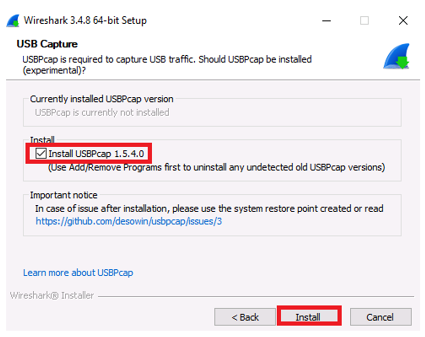 Wireshark 3.4.8 64-bit Setup
USB Capture
USBPcap is required to capture USB traffic. Should USBPcap be installed
(experimental)?
Currently installed USBPcap version
USBPcap is currently not installed
Install
Install USBPcap 1.5.4.0
(Use Add/Remove Programs first to uninstall any undetected old USBPcap versions)
Important notice
In case of issue after installation, please use the system restore point created or read
https://github.com/desowin/usbpcap/issues/3
Learn more about USBPcap
Wireshark® Installer
< Back Install Cancel